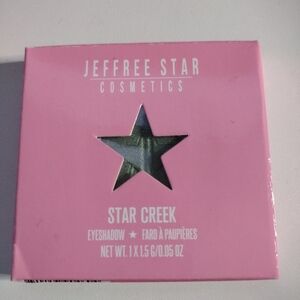 JEFFREE STAR
COSMETICS
STAR CREEK
EYESHADOW ★ FARD À PAUPIÈRES
NET WT. 1 X 1.5 G/0.05 OZ